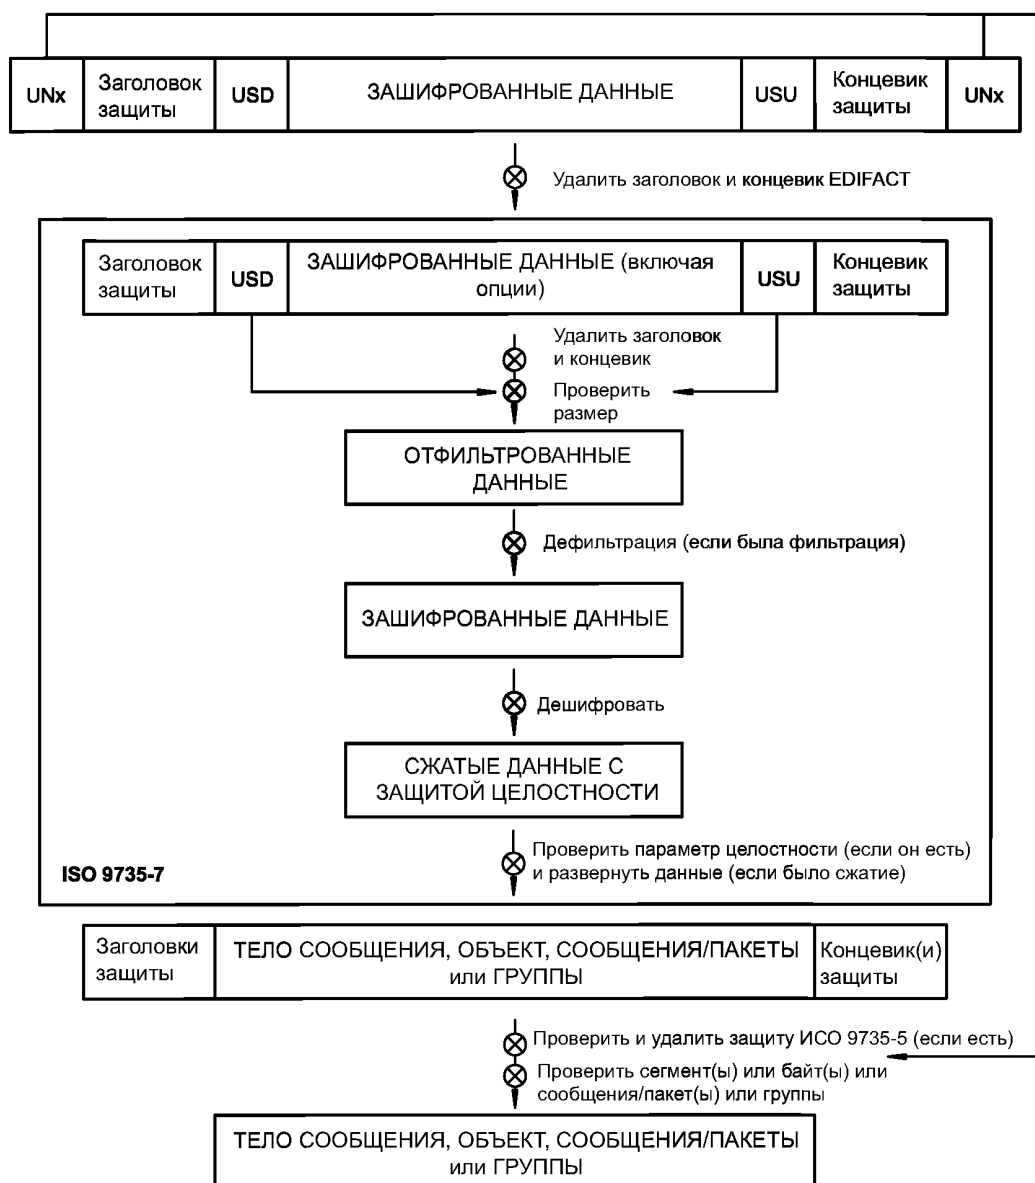 UNx
Заголовок
защиты
USD
ЗАШИФРОВАННЫЕ ДАННЫЕ
USU
Концевик
защиты
UNx
Удалить заголовок и концевик EDIFACT
Заголовок
защиты
USD
ЗАШИФРОВАННЫЕ ДАННЫЕ (включая
опции)
USU
Концевик
защиты
Удалить заголовок
и концевик
Проверить
размер
ОТФИЛЬТРОВАННЫЕ
ДАННЫЕ
Дефильтрация (если была фильтрация)
ЗАШИФРОВАННЫЕ ДАННЫЕ
Дешифровать
СЖАТЫЕ ДАННЫЕ С
ЗАЩИТОЙ ЦЕЛОСТНОСТИ
Проверить параметр целостности (если он есть)
и развернуть данные (если было сжатие)
ISO 9735-7
Заголовки
защиты
ТЕЛО СООБЩЕНИЯ, ОБЪЕКТ, СООБЩЕНИЯ/ПАКЕТЫ
или ГРУППЫ
Концевик(и)
защиты
Проверить и удалить защиту ИСО 9735-5 (если есть)
Проверить сегмент(ы) или байт(ы) или
сообщения/пакет(ы) или группы
ТЕЛО СООБЩЕНИЯ, ОБЪЕКТ, СООБЩЕНИЯ/ПАКЕТЫ
или ГРУППЫ